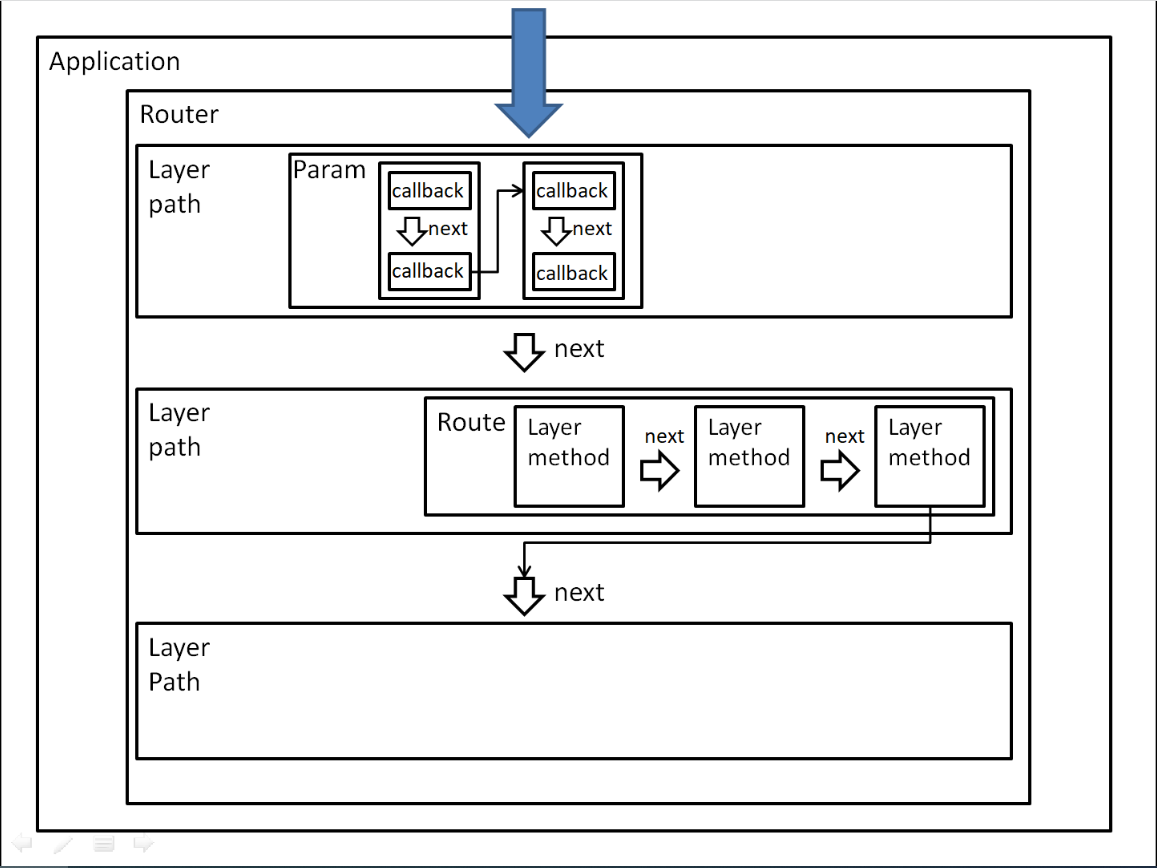 Application
Router
Layer
path
Param
callback
next
callback
callback
next
callback
next
Layer
path
Route
Layer
method
next
Layer
method
next
Layer
method
next
Layer
Path